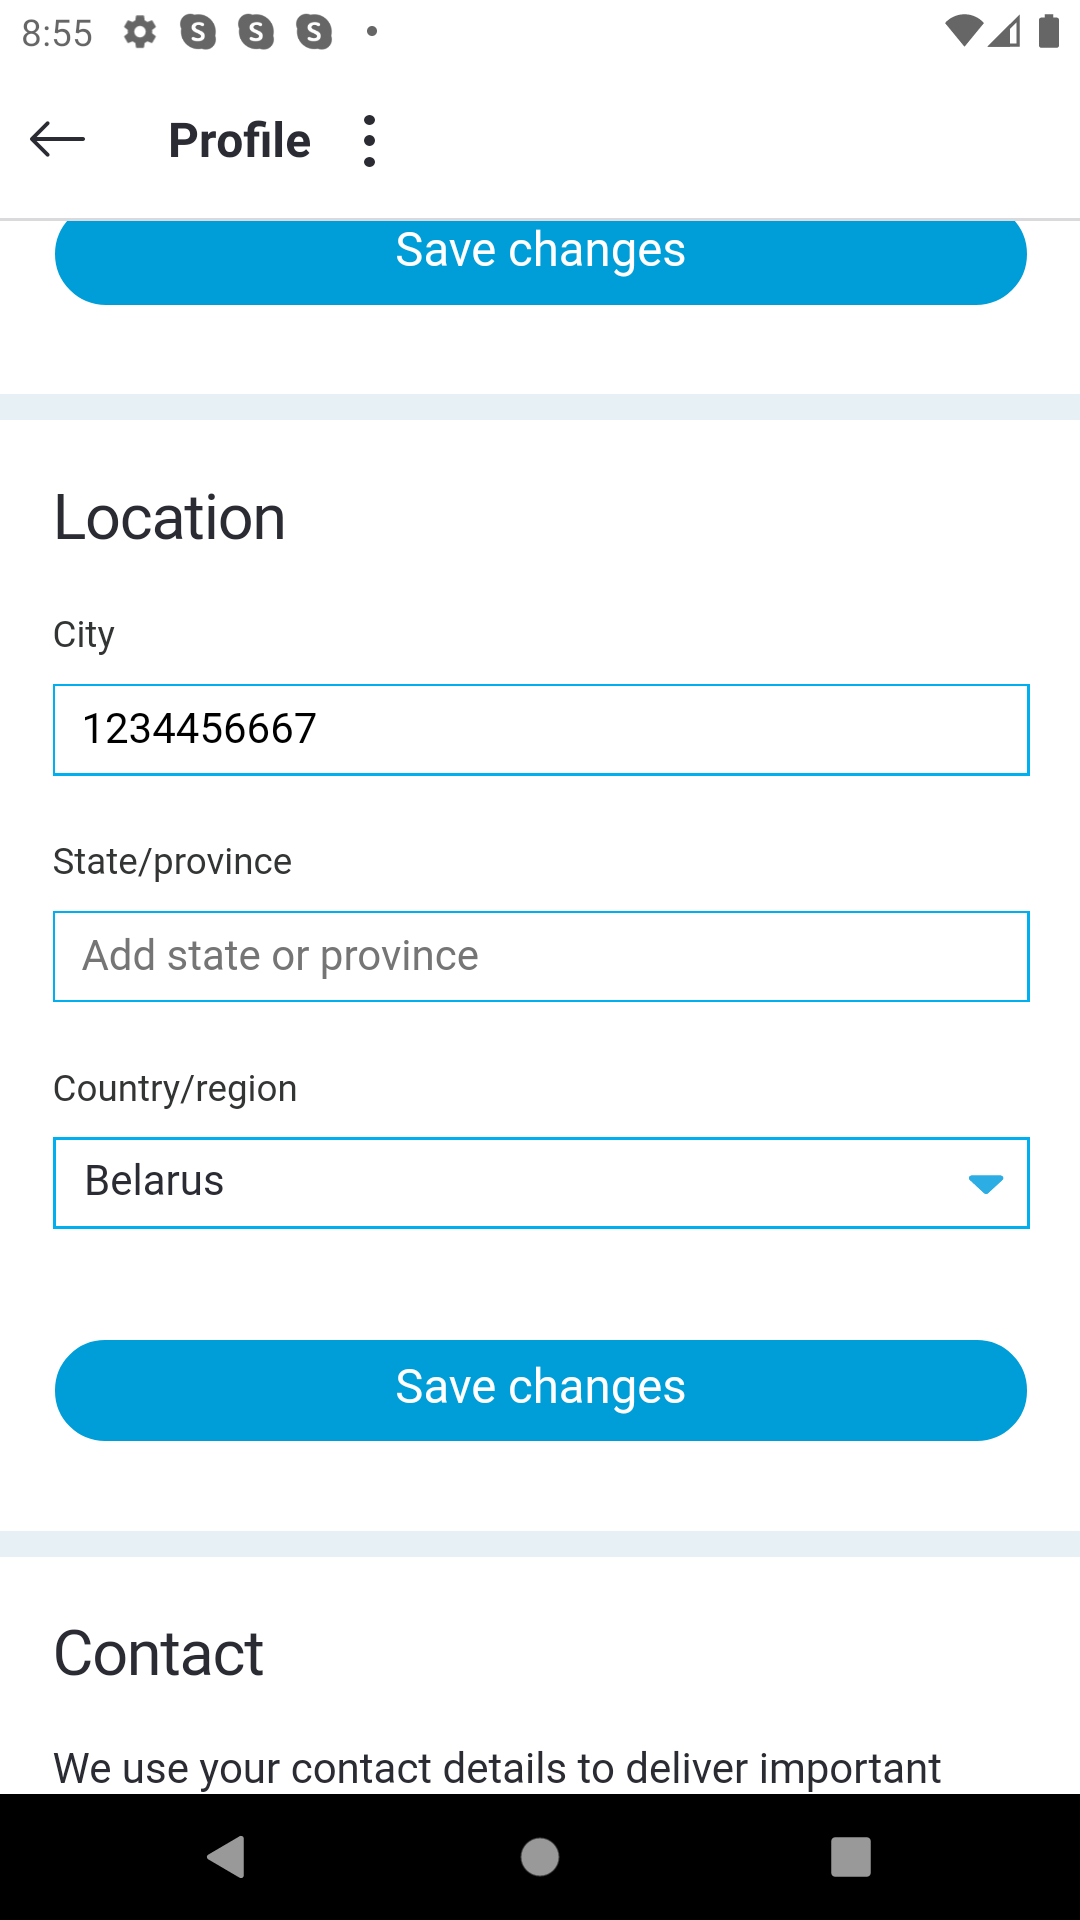 8:55
Profile
Save changes
Location
City
1234456667
State/province
Add state or province
Country/region
Belarus
Save changes
Contact
We use your contact details to deliver important